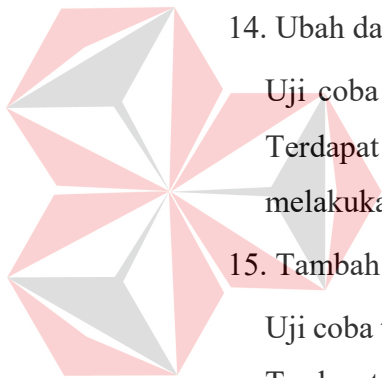 14. Ubah da
Uji coba
Terdapat
melakuka
15. Tambah
Uji coba